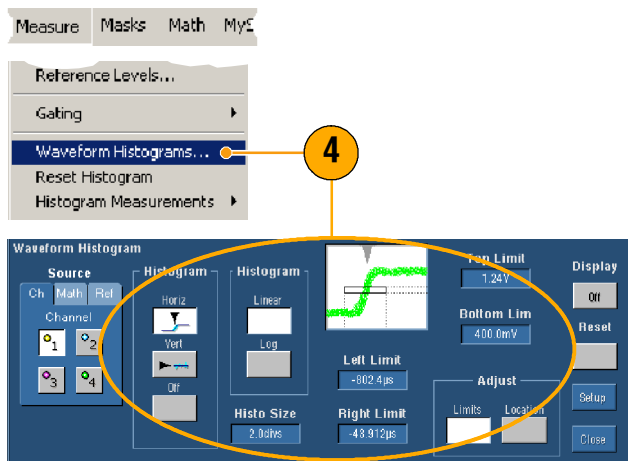 Measure Masks Math MyS
Reference Levels...
Gating
Waveform Histograms...
Reset Histogram
Histogram Measurements
4
Waveform Histogram
Source
Ch Math Ref
Channel
1 2
3 4
Histogram
Horiz
Vert
Off
Histogram
Linear
Log
Histo Size
2.0divs
Left Limit
-802.4µs
Right Limit
-48.912µs
Top Limit
1.24V
Bottom Lim
400.0mV
Adjust
Limits Location
Display
Off
Reset
Setup
Close